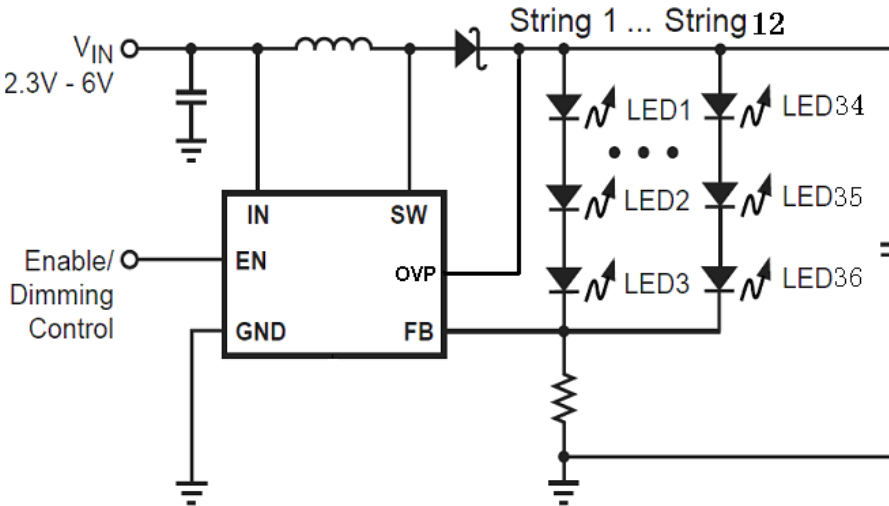 String 1 ... String 12
VIN
2.3V - 6V
LED1
LED34
IN
SW
LED2
LED35
Enable/
Dimming
Control
EN
OVP
LED3
LED36
GND
FB